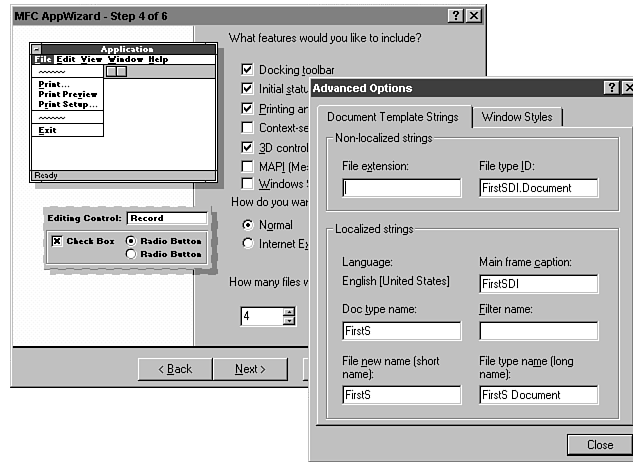 MFC AppWizard - Step 4 of 6
What features would you like to include?
Application
File Edit View Window Help
Print...
Print Preview
Print Setup...
Exit
Ready
Editing Control: Record
Check Box
Radio Button
Radio Button
Docking toolbar
Initial statu
Printing an
Context-se
3D control
MAPI (Me
Windows S
How do you wan
Normal
Internet Ex
How many files w
4
< Back
Next >
Advanced Options
Document Template Strings
Window Styles
Non-localized strings
File extension:
File type ID:
FirstSDI.Document
Localized strings
Language:
Main frame caption:
English [United States]
FirstSDI
Doc type name:
Filter name:
FirstS
File new name (short
name):
File type name (long
name):
FirstS
FirstS Document
Close